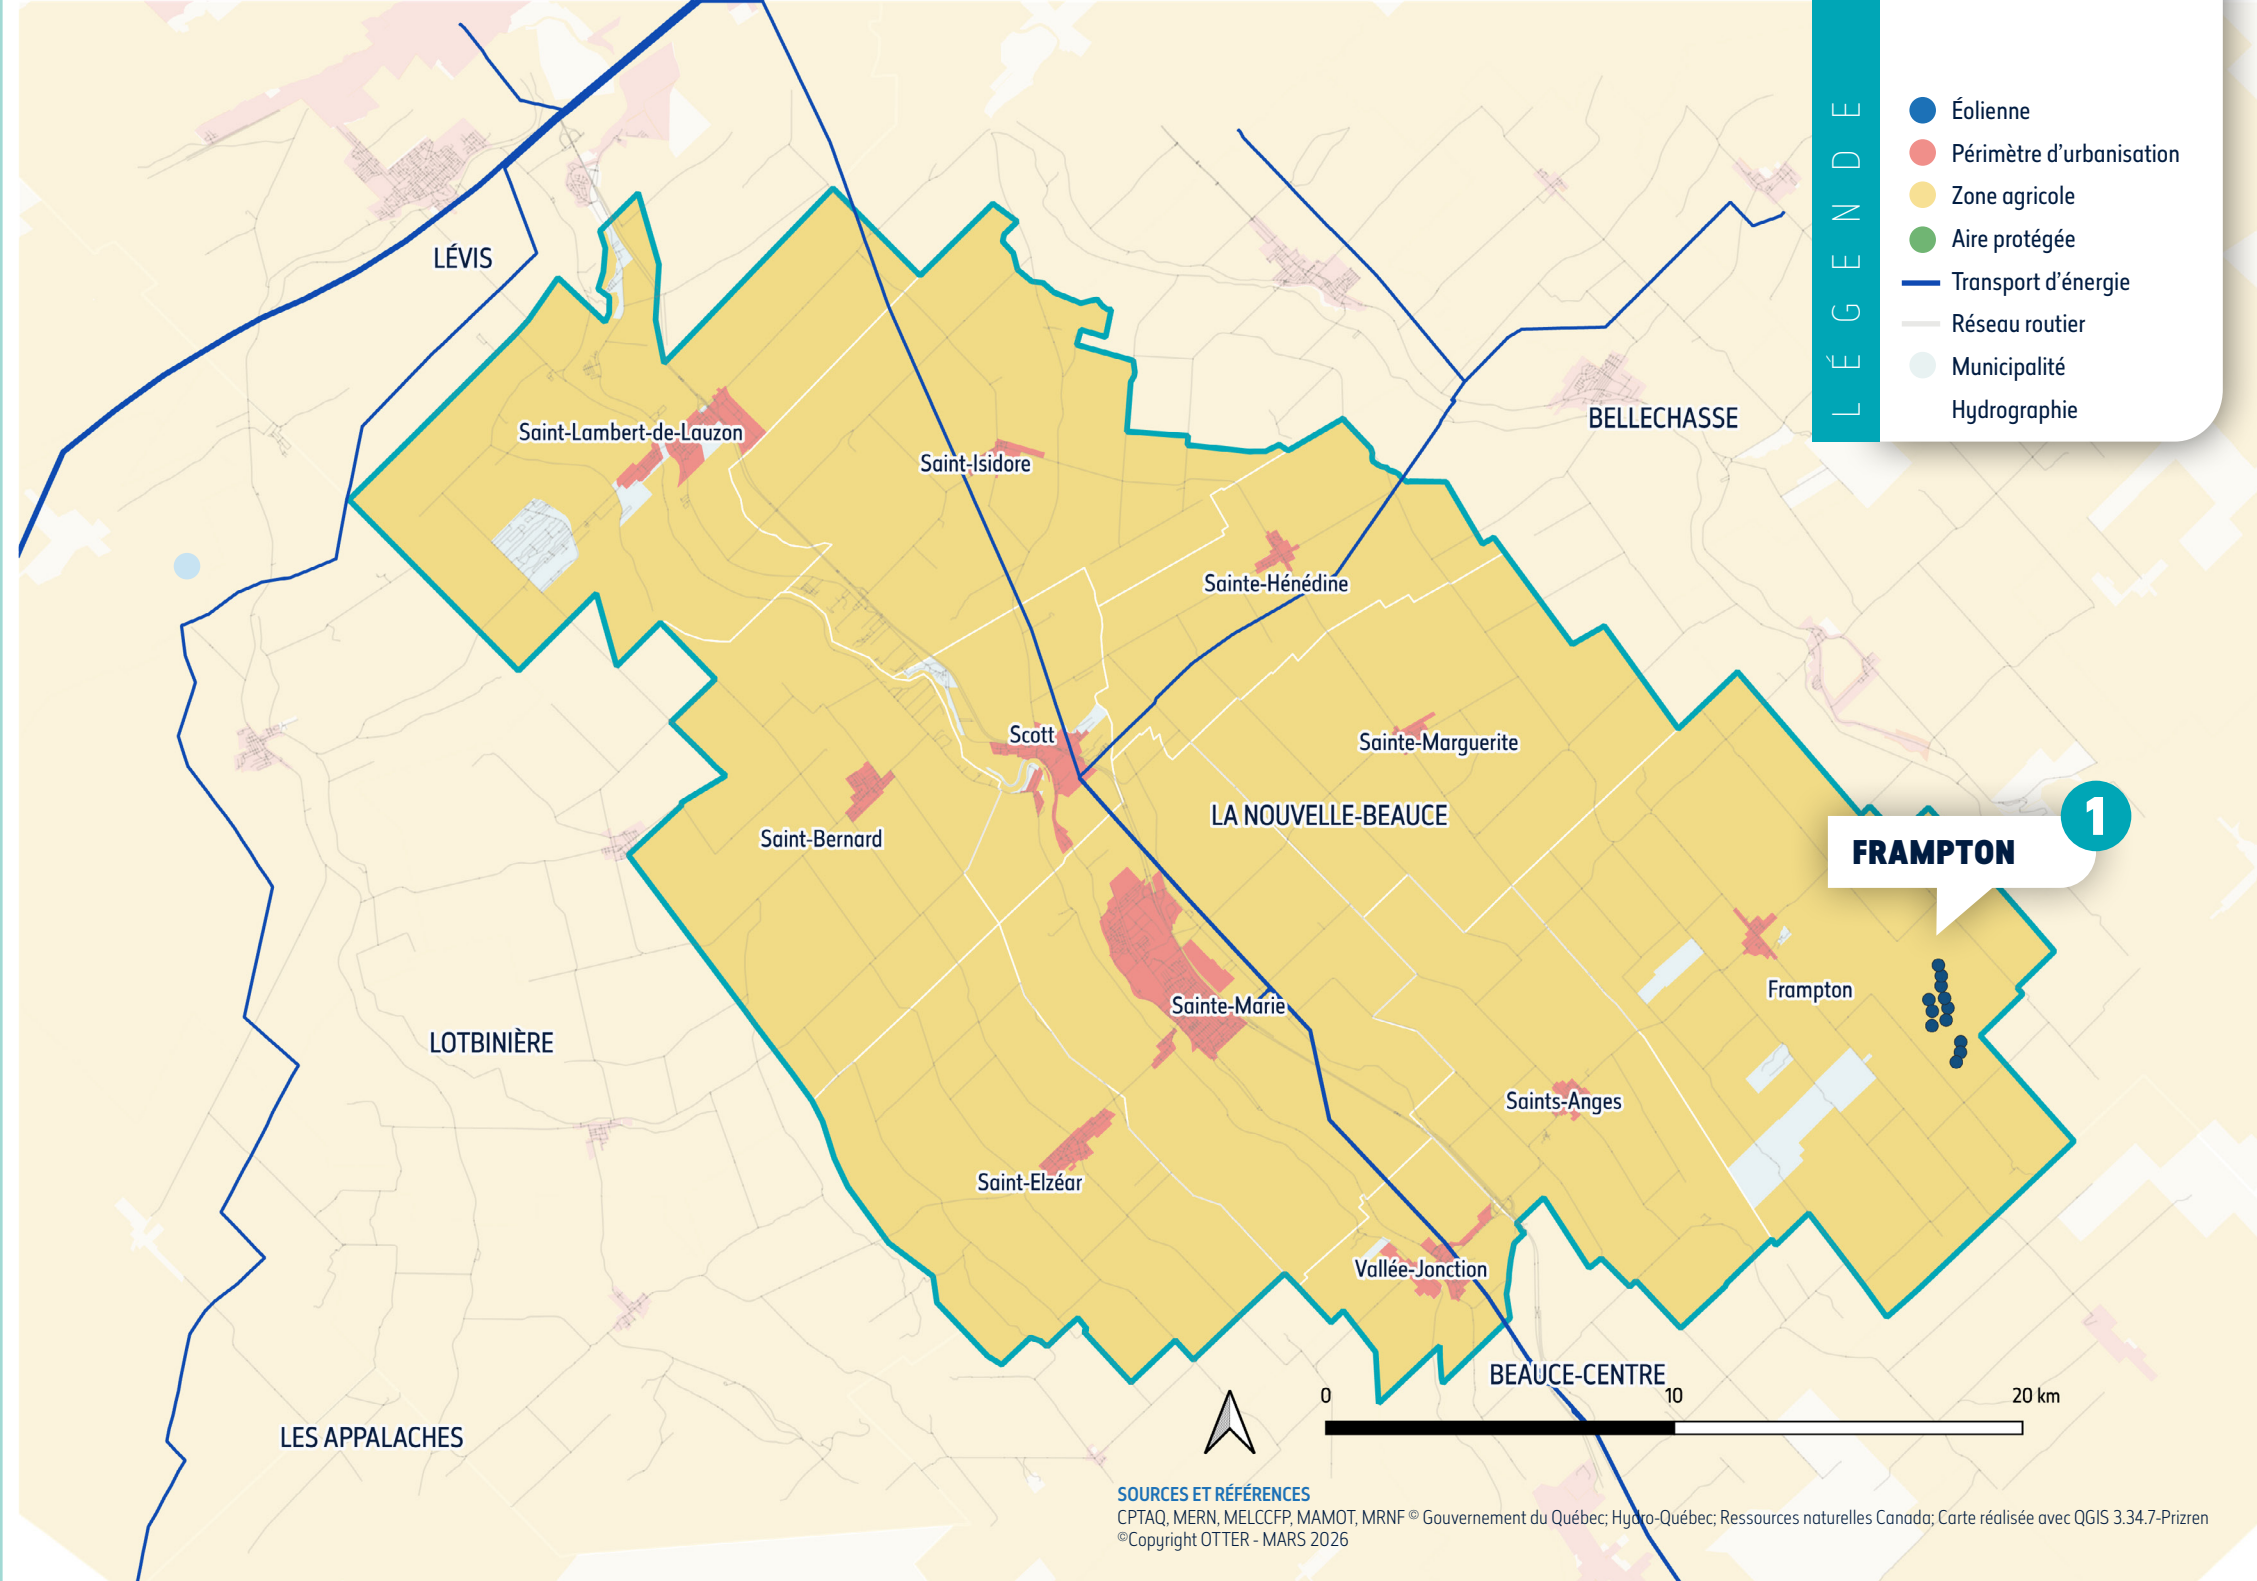 LÉGENDE
Éolienne
Périmètre d'urbanisation
Zone agricole
Aire protégée
Transport d'énergie
Réseau routier
Municipalité
Hydrographie
LÉVIS
BELLECHASSE
Saint-Lambert-de-Lauzon
Saint-Isidore
Sainte-Hénédine
Scott
Sainte-Marguerite
LA NOUVELLE-BEAUCE
Saint-Bernard
1
FRAMPTON
Frampton
Sainte-Marie
LOTBINIÈRE
Saints-Anges
Saint-Elzéar
Vallée-Jonction
BEAUCE-CENTRE
LES APPALACHES
0 10 20 km
SOURCES ET RÉFÉRENCES
CPTAQ, MERN, MELCCFP, MAMOT, MRNF © Gouvernement du Québec; Hydro-Québec; Ressources naturelles Canada; Carte réalisée avec QGIS 3.34.7-Prizren
©Copyright OTTER - MARS 2026